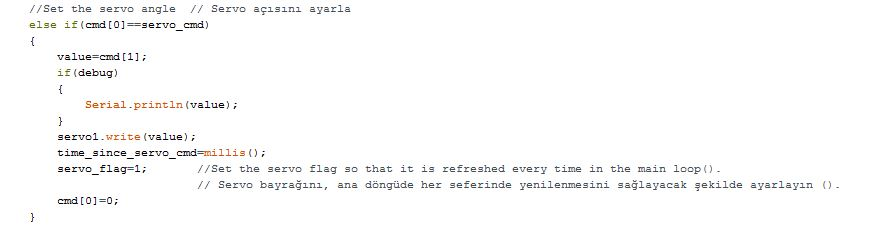 //Set the servo angle  // Servo açısını ayarla
else if(cmd[0]==servo_cmd)
{
    value=cmd[1];
    if(debug)
    {
        Serial.println(value);
    }
    servo1.write(value);
    time_since_servo_cmd=millis();
    servo_flag=1;       //Set the servo flag so that it is refreshed every time in the main loop().
                        // Servo bayrağını, ana döngüde her seferinde yenilenmesini sağlayacak şekilde ayarlayın ().
    cmd[0]=0;
}